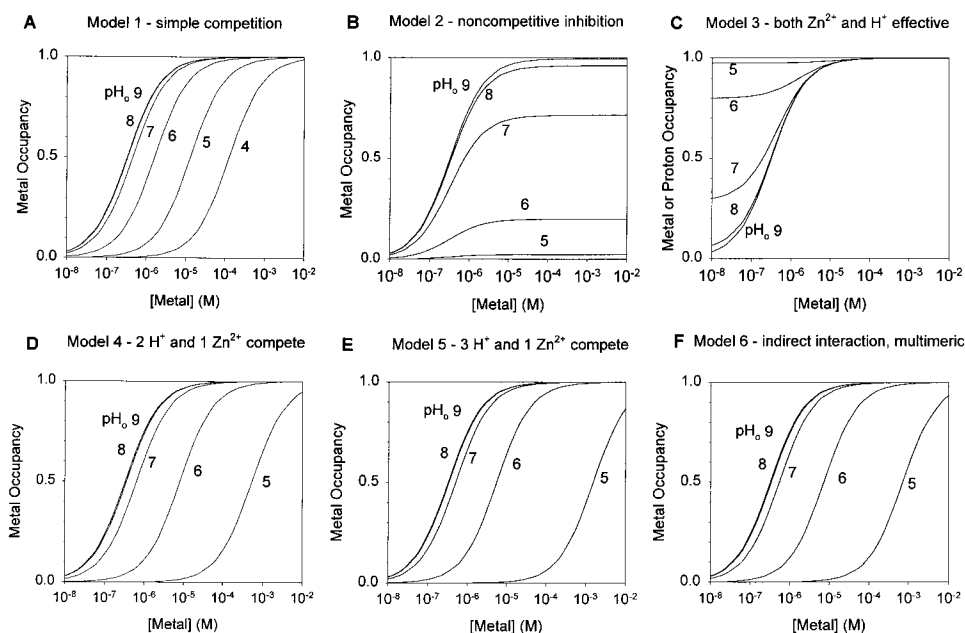 A Model 1 - simple competition
1.0
0.5
0.0
Metal Occupancy
pHₒ 9
8
7
6
5
4
10⁻⁸ 10⁻⁷ 10⁻⁶ 10⁻⁵ 10⁻⁴ 10⁻³ 10⁻²
[Metal] (M)
B Model 2 - noncompetitive inhibition
1.0
0.5
0.0
Metal Occupancy
pHₒ 9
8
7
6
5
10⁻⁸ 10⁻⁷ 10⁻⁶ 10⁻⁵ 10⁻⁴ 10⁻³ 10⁻²
[Metal] (M)
C Model 3 - both Zn²⁺ and H⁺ effective
1.0
0.5
0.0
Metal or Proton Occupancy
5
6
7
8
pHₒ 9
10⁻⁸ 10⁻⁷ 10⁻⁶ 10⁻⁵ 10⁻⁴ 10⁻³ 10⁻²
[Metal] (M)
D Model 4 - 2 H⁺ and 1 Zn²⁺ compete
1.0
0.5
0.0
Metal Occupancy
pHₒ 9
8
7
6
5
10⁻⁸ 10⁻⁷ 10⁻⁶ 10⁻⁵ 10⁻⁴ 10⁻³ 10⁻²
[Metal] (M)
E Model 5 - 3 H⁺ and 1 Zn²⁺ compete
1.0
0.5
0.0
Metal Occupancy
pHₒ 9
8
7
6
5
10⁻⁸ 10⁻⁷ 10⁻⁶ 10⁻⁵ 10⁻⁴ 10⁻³ 10⁻²
[Metal] (M)
F Model 6 - indirect interaction, multimeric
1.0
0.5
0.0
Metal Occupancy
pHₒ 9
8
7
6
5
10⁻⁸ 10⁻⁷ 10⁻⁶ 10⁻⁵ 10⁻⁴ 10⁻³ 10⁻²
[Metal] (M)